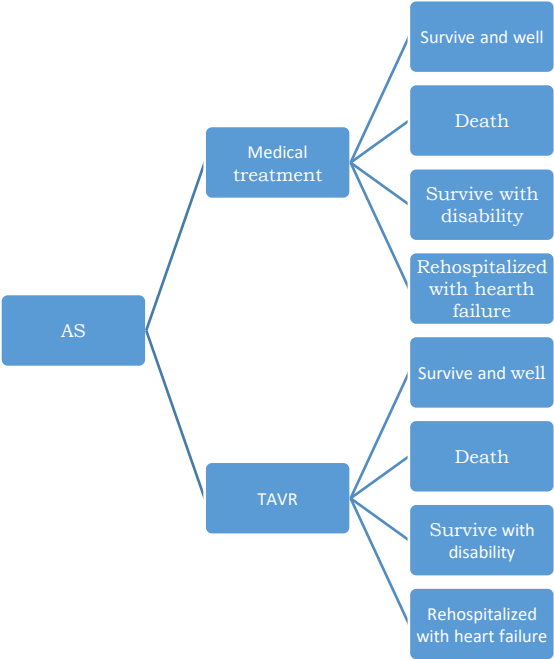 Survive and well
Death
Medical
treatment
Survive with
disability
Rehospitalized
with hearth
failure
AS
Survive and well
Death
TAVR
Survive with
disability
Rehospitalized
with heart failure